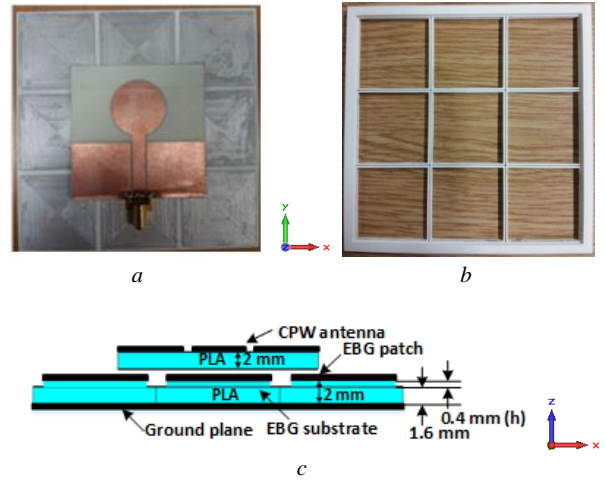 Y
Z
X
a
b
CPW antenna
EBG patch
PLA 2 mm
PLA 2 mm
0.4 mm (h)
1.6 mm
Ground plane
EBG substrate
Z
X
c